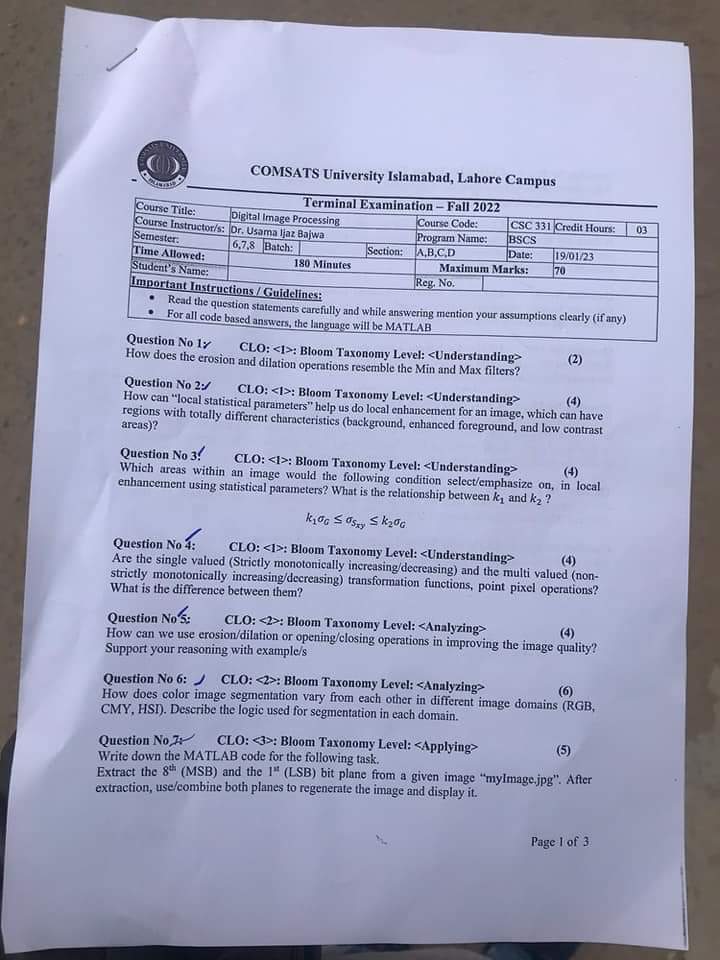 COMSATS University Islamabad, Lahore Campus
Terminal Examination – Fall 2022
Course Title: Digital Image Processing Course Code: CSC 331 Credit Hours: 03
Course Instructor/s: Dr. Usama Ijaz Bajwa Program Name: BSCS
Semester: 6,7,8 Batch: Section: A,B,C,D Date: 19/01/23
Time Allowed: 180 Minutes Maximum Marks: 70
Student's Name: Reg. No.
Important Instructions / Guidelines:
• Read the question statements carefully and while answering mention your assumptions clearly (if any)
• For all code based answers, the language will be MATLAB
Question No 1: CLO: <1>: Bloom Taxonomy Level: <Understanding> (2)
How does the erosion and dilation operations resemble the Min and Max filters?
Question No 2: CLO: <1>: Bloom Taxonomy Level: <Understanding> (4)
How can “local statistical parameters” help us do local enhancement for an image, which can have
regions with totally different characteristics (background, enhanced foreground, and low contrast
areas)?
Question No 3: CLO: <1>: Bloom Taxonomy Level: <Understanding> (4)
Which areas within an image would the following condition select/emphasize on, in local
enhancement using statistical parameters? What is the relationship between k₁ and k₂ ?
k₁σ_G ≤ σ_Sxy ≤ k₂σ_G
Question No 4: CLO: <1>: Bloom Taxonomy Level: <Understanding> (4)
Are the single valued (Strictly monotonically increasing/decreasing) and the multi valued (non-
strictly monotonically increasing/decreasing) transformation functions, point pixel operations?
What is the difference between them?
Question No 5: CLO: <2>: Bloom Taxonomy Level: <Analyzing> (4)
How can we use erosion/dilation or opening/closing operations in improving the image quality?
Support your reasoning with example/s
Question No 6: CLO: <2>: Bloom Taxonomy Level: <Analyzing> (6)
How does color image segmentation vary from each other in different image domains (RGB,
CMY, HSI). Describe the logic used for segmentation in each domain.
Question No 7: CLO: <3>: Bloom Taxonomy Level: <Applying> (5)
Write down the MATLAB code for the following task.
Extract the 8th (MSB) and the 1st (LSB) bit plane from a given image “myImage.jpg”. After
extraction, use/combine both planes to regenerate the image and display it.
Page 1 of 3